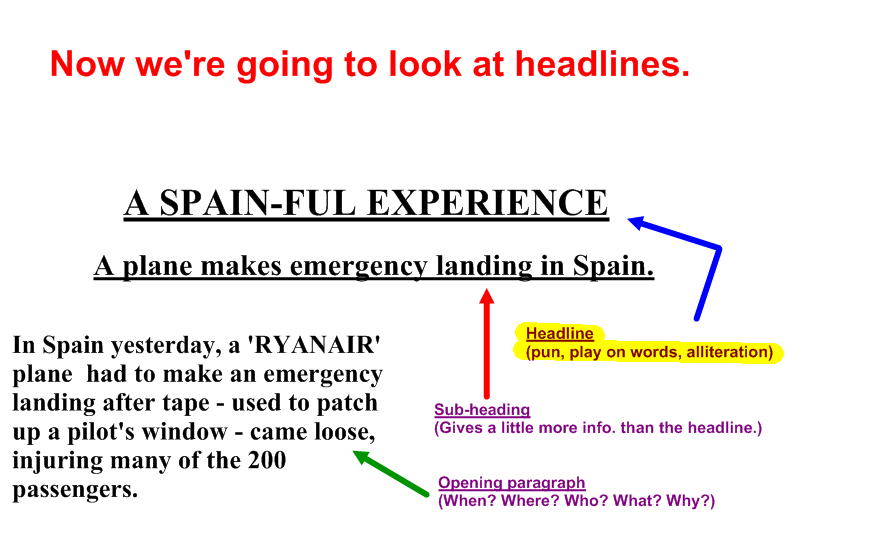 Now we're going to look at headlines.
A SPAIN-FUL EXPERIENCE
A plane makes emergency landing in Spain.
Headline
(pun, play on words, alliteration)
In Spain yesterday, a 'RYANAIR'
plane had to make an emergency
landing after tape - used to patch
up a pilot's window - came loose,
injuring many of the 200
passengers.
Sub-heading
(Gives a little more info. than the headline.)
Opening paragraph
(When? Where? Who? What? Why?)